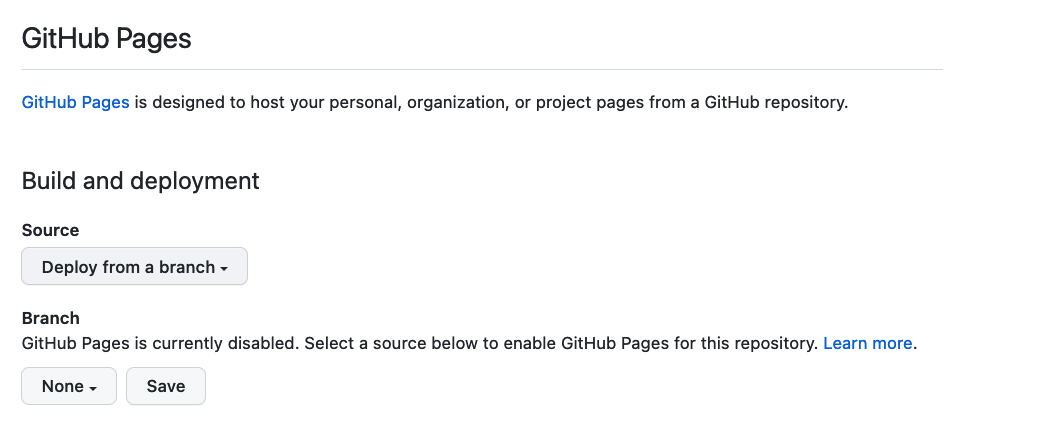 GitHub Pages
GitHub Pages is designed to host your personal, organization, or project pages from a GitHub repository.
Build and deployment
Source
Deploy from a branch
Branch
GitHub Pages is currently disabled. Select a source below to enable GitHub Pages for this repository. Learn more.
None Save